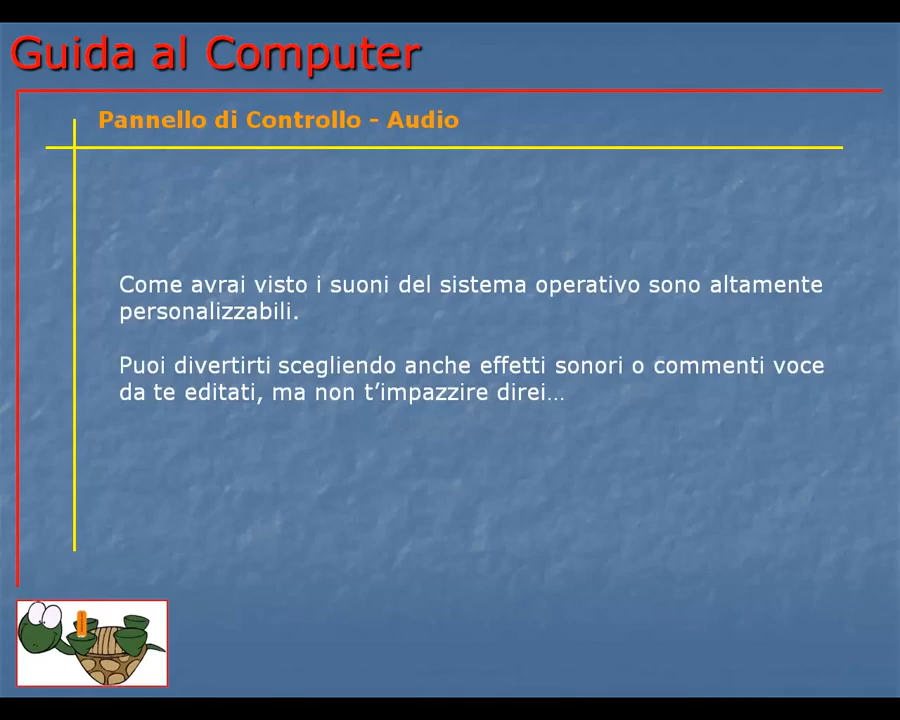 Guida al Computer
Pannello di Controllo - Audio
Come avrai visto i suoni del sistema operativo sono altamente
personalizzabili.
Puoi divertirti scegliendo anche effetti sonori o commenti voce
da te editati, ma non t’impazzire direi…